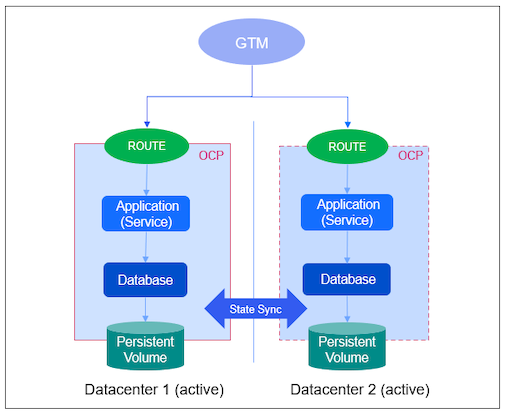 GTM
ROUTE
OCP
Application
(Service)
Database
Persistent
Volume
Datacenter 1 (active)
State Sync
ROUTE
OCP
Application
(Service)
Database
Persistent
Volume
Datacenter 2 (active)